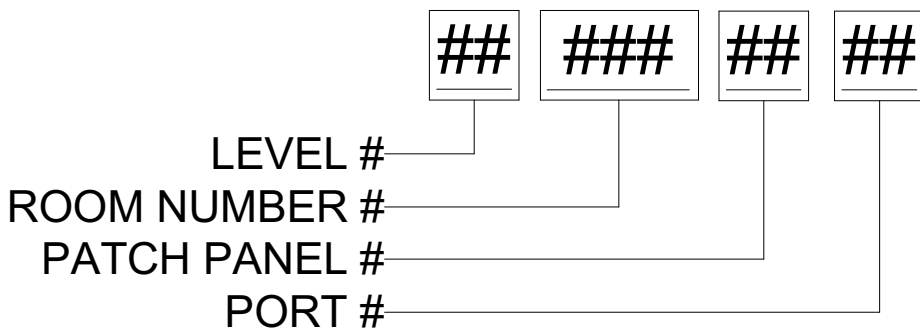 ## ### ## ##
LEVEL #
ROOM NUMBER #
PATCH PANEL #
PORT #